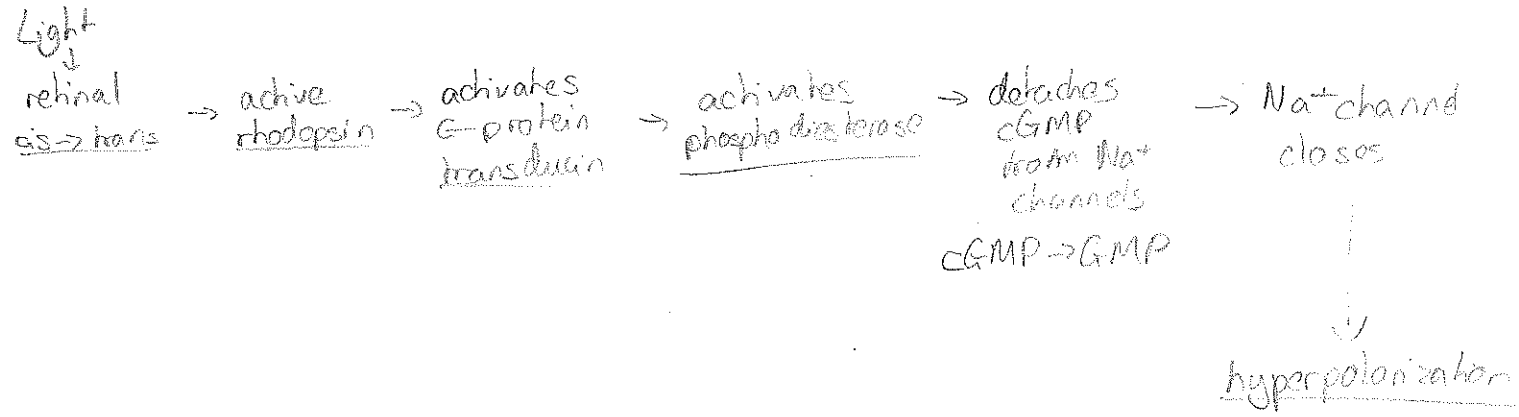 Light
↓
retinal
cis → trans
→ active
rhodopsin
→ activates
G-protein
transducin
→ activates
phosphodiesterase
→ detaches
cGMP
from Na+
channels
cGMP → GMP
→ Na+ channel
closes
↓
hyperpolarization